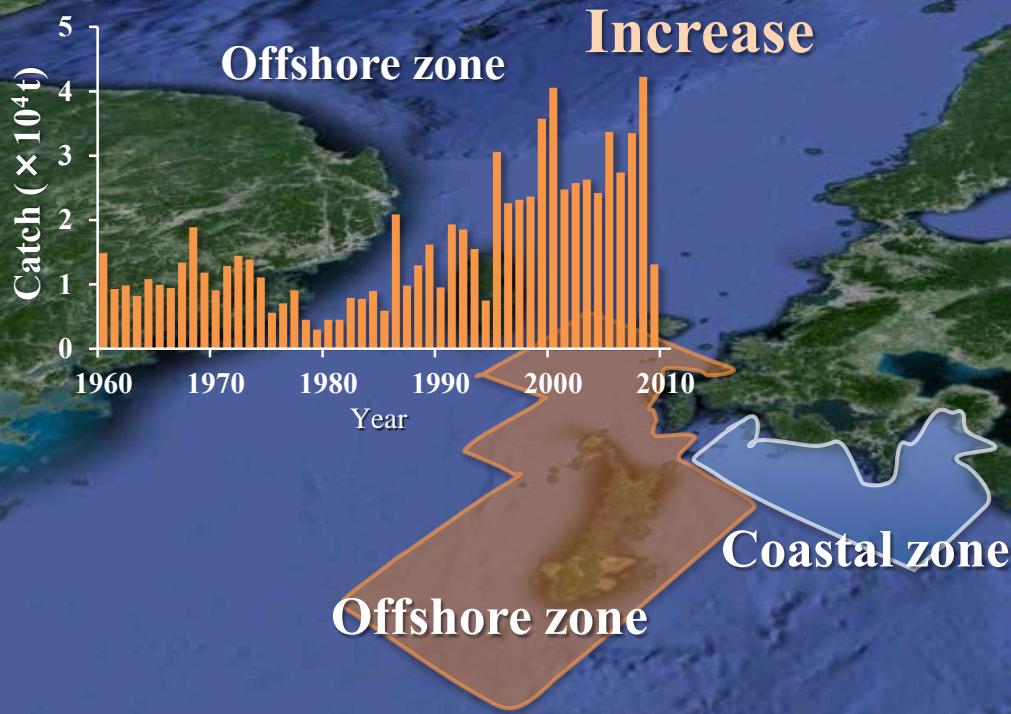 Increase
Offshore zone
Catch (×10⁴t)
5
4
3
2
1
0
1960 1970 1980 1990 2000 2010
Year
Coastal zone
Offshore zone